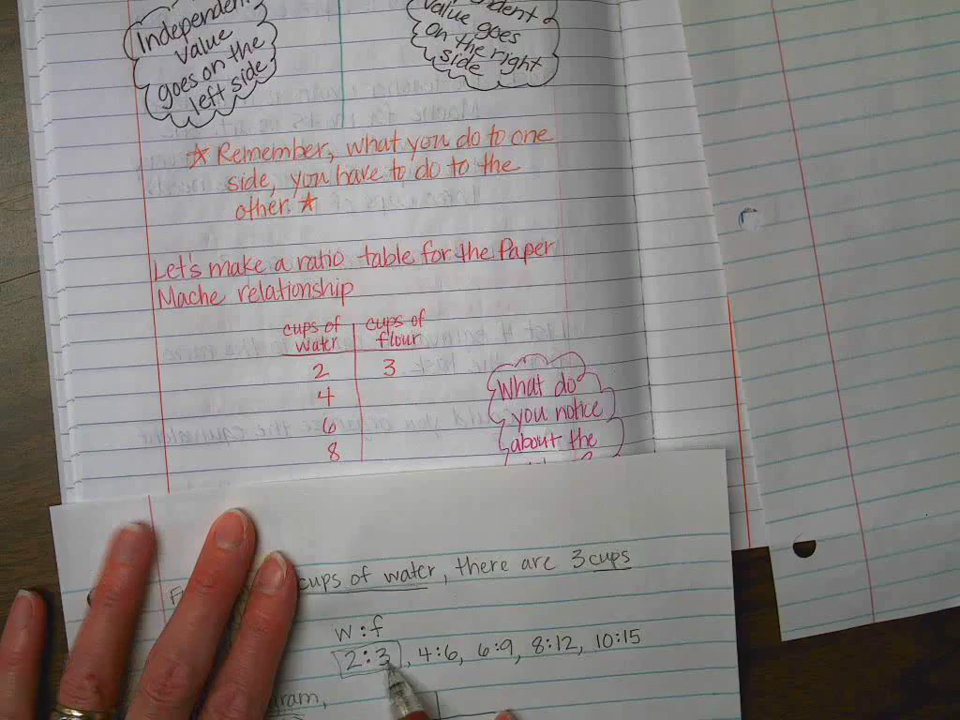 Independent
value
goes on the
left side
value goes
on the right
side
☆ Remember, what you do to one
side, you have to do to the
other. ☆
Let's make a ratio table for the Paper
Mache relationship
cups of water | cups of flour
2 | 3
4
6
8
What do
you notice
about the
cups of water, there are 3 cups
w:f
2:3, 4:6, 6:9, 8:12, 10:15